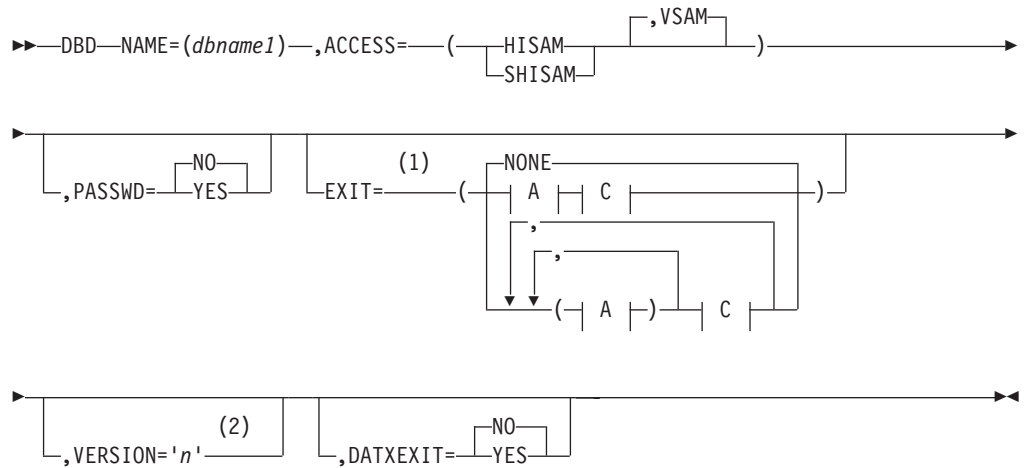 ,VSAM
DBD NAME=(dbname1) ,ACCESS= ( HISAM )
SHISAM
(1) NONE
NO
,PASSWD= YES EXIT= ( A C )
,
,
( A ) C
(2) NO
,VERSION='n' ,DATXEXIT= YES